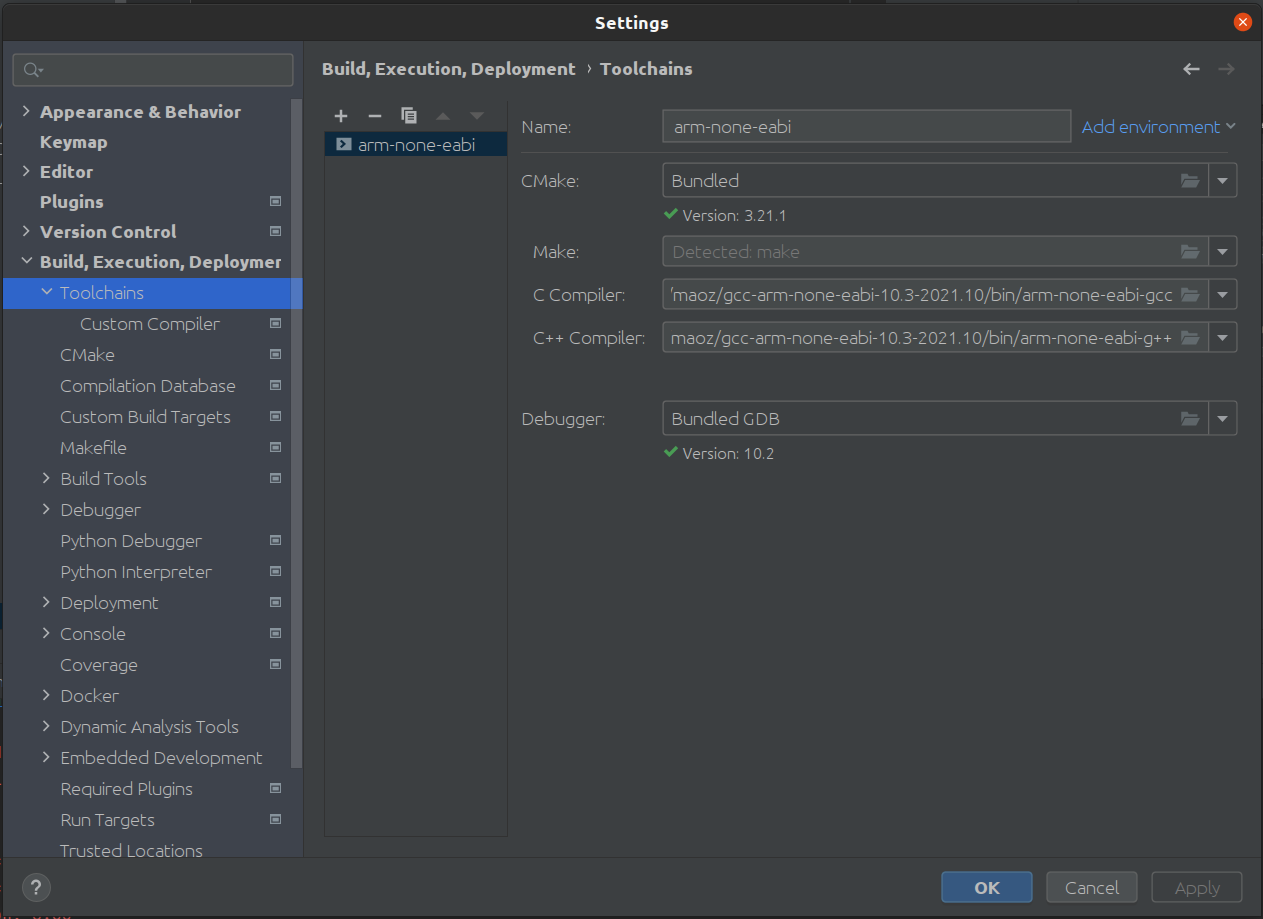 Settings
Build, Execution, Deployment › Toolchains
Appearance & Behavior
Keymap
Editor
Plugins
Version Control
Build, Execution, Deploymen
Toolchains
Custom Compiler
CMake
Compilation Database
Custom Build Targets
Makefile
Build Tools
Debugger
Python Debugger
Python Interpreter
Deployment
Console
Coverage
Docker
Dynamic Analysis Tools
Embedded Development
Required Plugins
Run Targets
Trusted Locations
arm-none-eabi
Name: arm-none-eabi Add environment
CMake: Bundled
Version: 3.21.1
Make: Detected: make
C Compiler: 'maoz/gcc-arm-none-eabi-10.3-2021.10/bin/arm-none-eabi-gcc
C++ Compiler: maoz/gcc-arm-none-eabi-10.3-2021.10/bin/arm-none-eabi-g++
Debugger: Bundled GDB
Version: 10.2
?
OK Cancel Apply